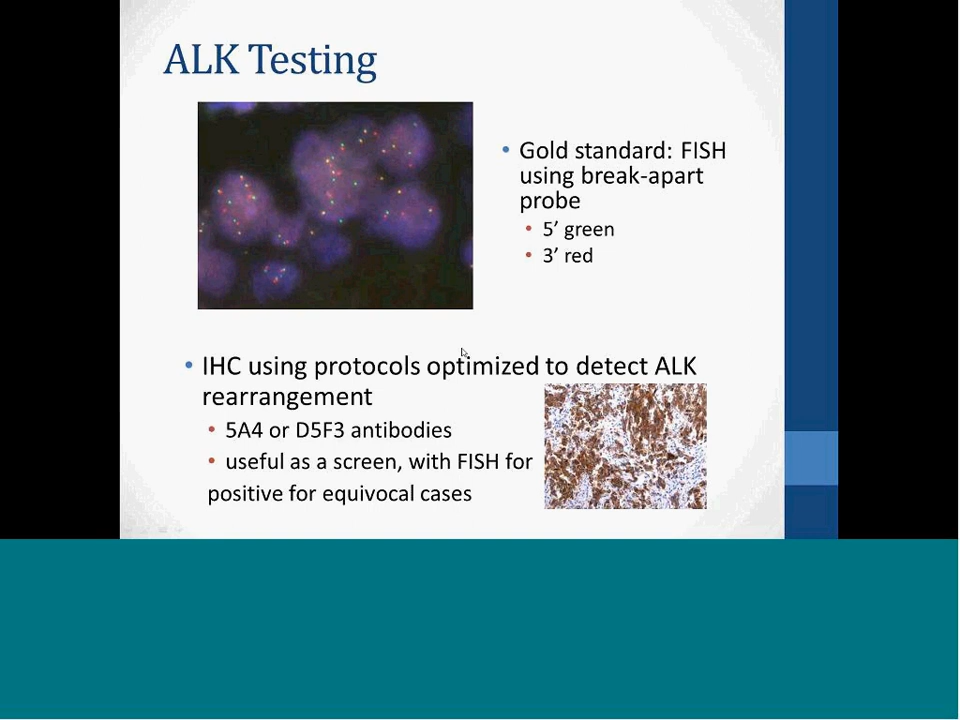 ALK Testing
• Gold standard: FISH
using break-apart
probe
• 5’ green
• 3’ red
• IHC using protocols optimized to detect ALK
rearrangement
• 5A4 or D5F3 antibodies
• useful as a screen, with FISH for
positive for equivocal cases